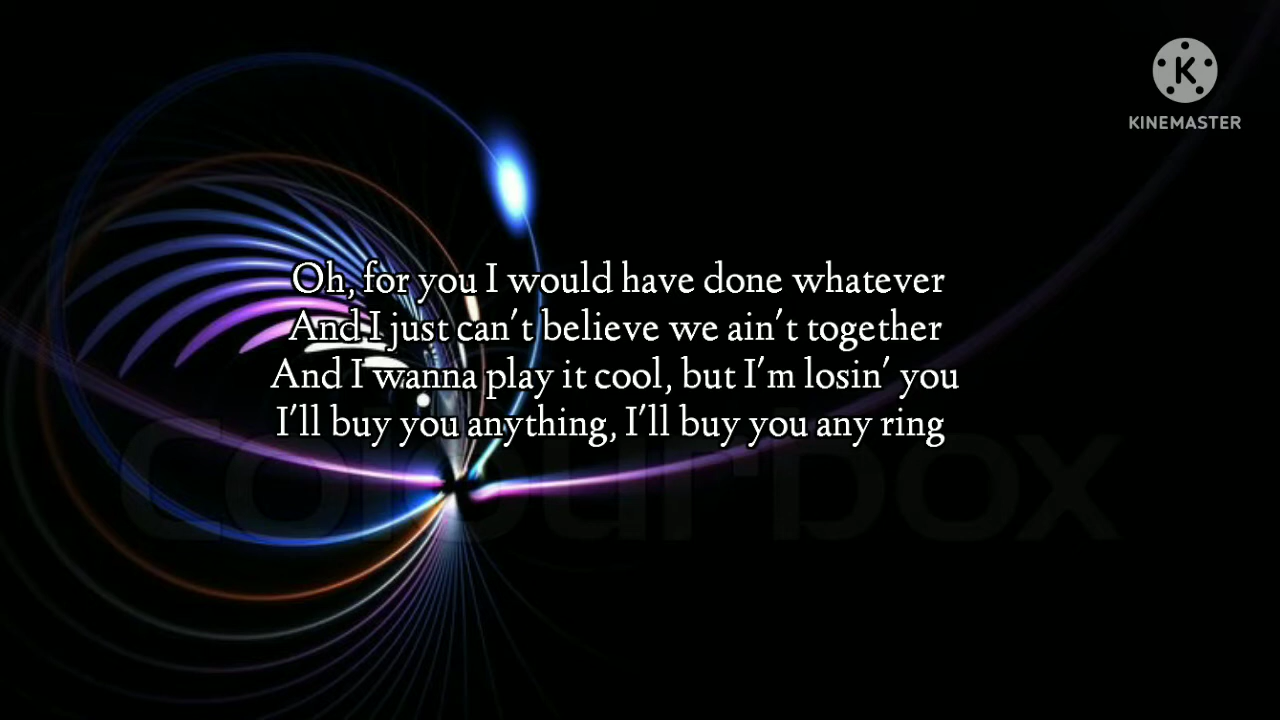 KINEMASTER
Oh, for you I would have done whatever
And I just can't believe we ain't together
And I wanna play it cool, but I'm losin' you
I'll buy you anything, I'll buy you any ring
Colourbox